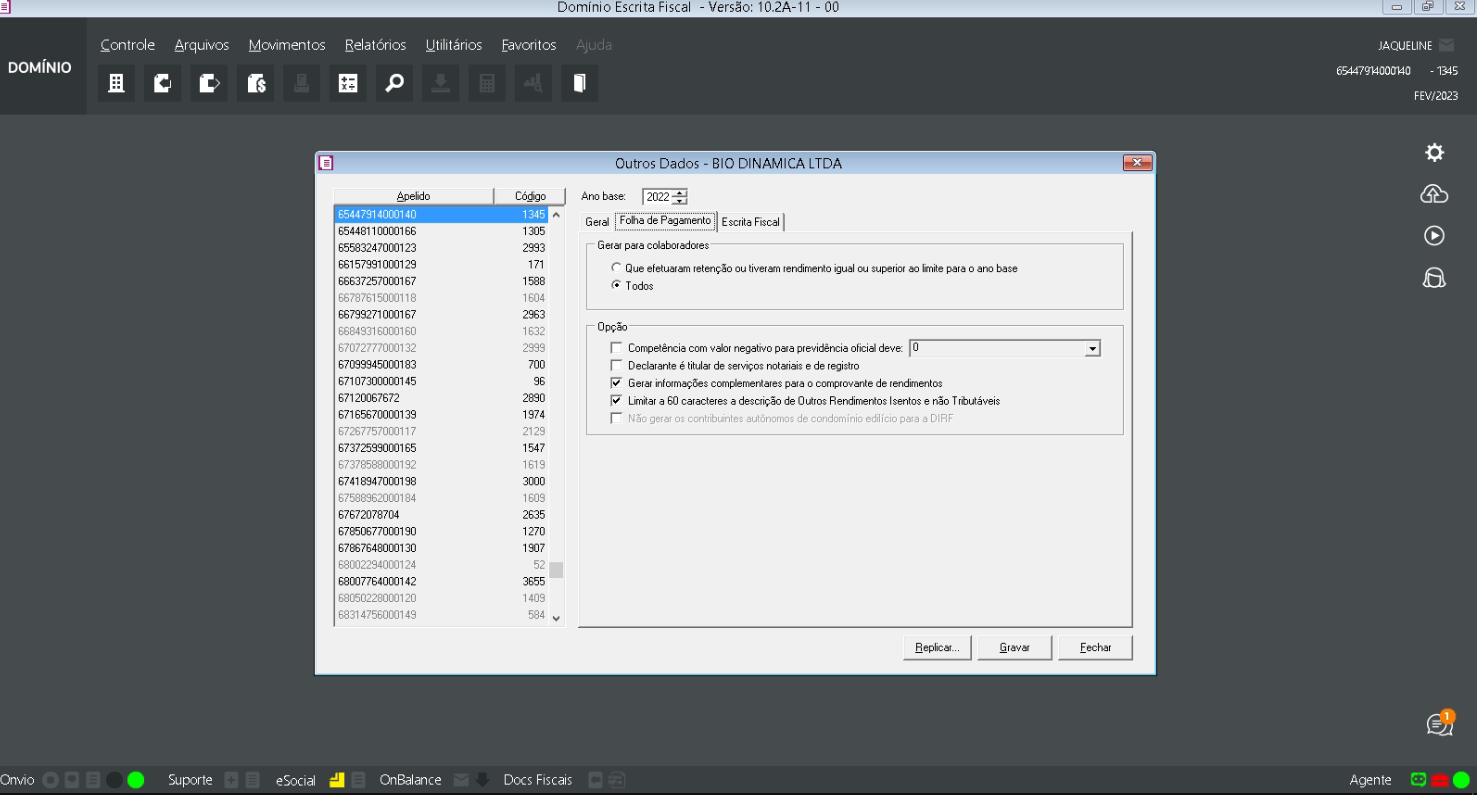 Domínio Escrita Fiscal - Versão: 10.2A-11 - 00
DOMÍNIO
Controle Arquivos Movimentos Relatórios Utilitários Favoritos Ajuda
JAQUELINE
65447914000140 - 1345
FEV/2023
Outros Dados - BIO DINAMICA LTDA
Apelido Código
65447914000140 1345
65448110000166 1305
65583247000123 2993
66157991000129 171
66637257000167 1588
66787615000118 1604
66799271000167 2963
66849316000160 1632
67072777000132 2999
67099945000183 700
67107300000145 96
67120067672 2890
67165670000139 1974
67267757000117 2129
67372599000165 1547
67378588000192 1619
67418947000198 3000
67588962000184 1609
67672078704 2635
67850677000190 1270
67867648000130 1907
68002294000124 52
68007764000142 3655
68050228000120 1409
68314756000149 584
Ano base: 2022
Geral Folha de Pagamento Escrita Fiscal
Gerar para colaboradores
Que efetuaram retenção ou tiveram rendimento igual ou superior ao limite para o ano base
Todos
Opção
Competência com valor negativo para previdência oficial deve: 0
Declarante é titular de serviços notariais e de registro
Gerar informações complementares para o comprovante de rendimentos
Limitar a 60 caracteres a descrição de Outros Rendimentos Isentos e não Tributáveis
Não gerar os contribuintes autônomos de condomínio edilício para a DIRF
Replicar... Gravar Fechar
1
Onvio Suporte eSocial OnBalance Docs Fiscais Agente